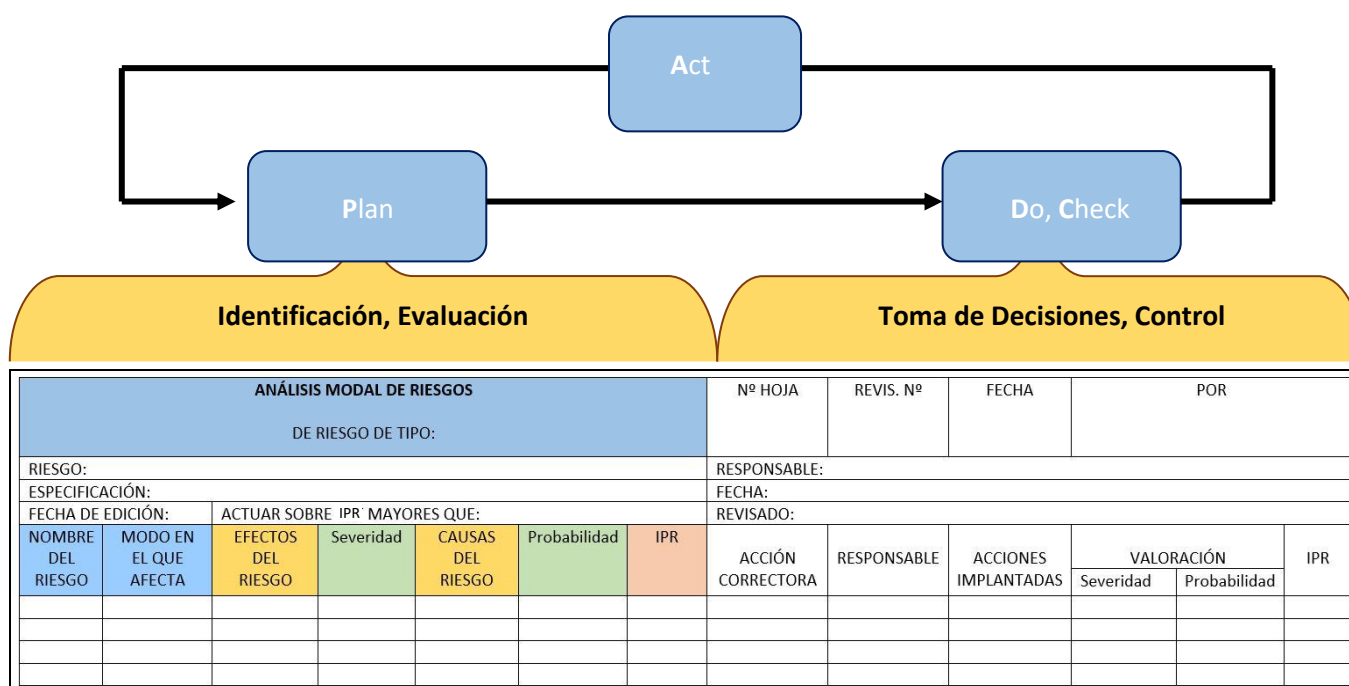 Act
Plan
Do, Check
Identificación, Evaluación
Toma de Decisiones, Control
ANÁLISIS MODAL DE RIESGOS
DE RIESGO DE TIPO:
Nº HOJA
REVIS. Nº
FECHA
POR
RIESGO:
RESPONSABLE:
ESPECIFICACIÓN:
FECHA:
FECHA DE EDICIÓN:
ACTUAR SOBRE IPR MAYORES QUE:
REVISADO:
NOMBRE
DEL
RIESGO
MODO EN
EL QUE
AFECTA
EFECTOS
DEL
RIESGO
Severidad
CAUSAS
DEL
RIESGO
Probabilidad
IPR
ACCIÓN
CORRECTORA
RESPONSABLE
ACCIONES
IMPLANTADAS
VALORACIÓN
Severidad
Probabilidad
IPR